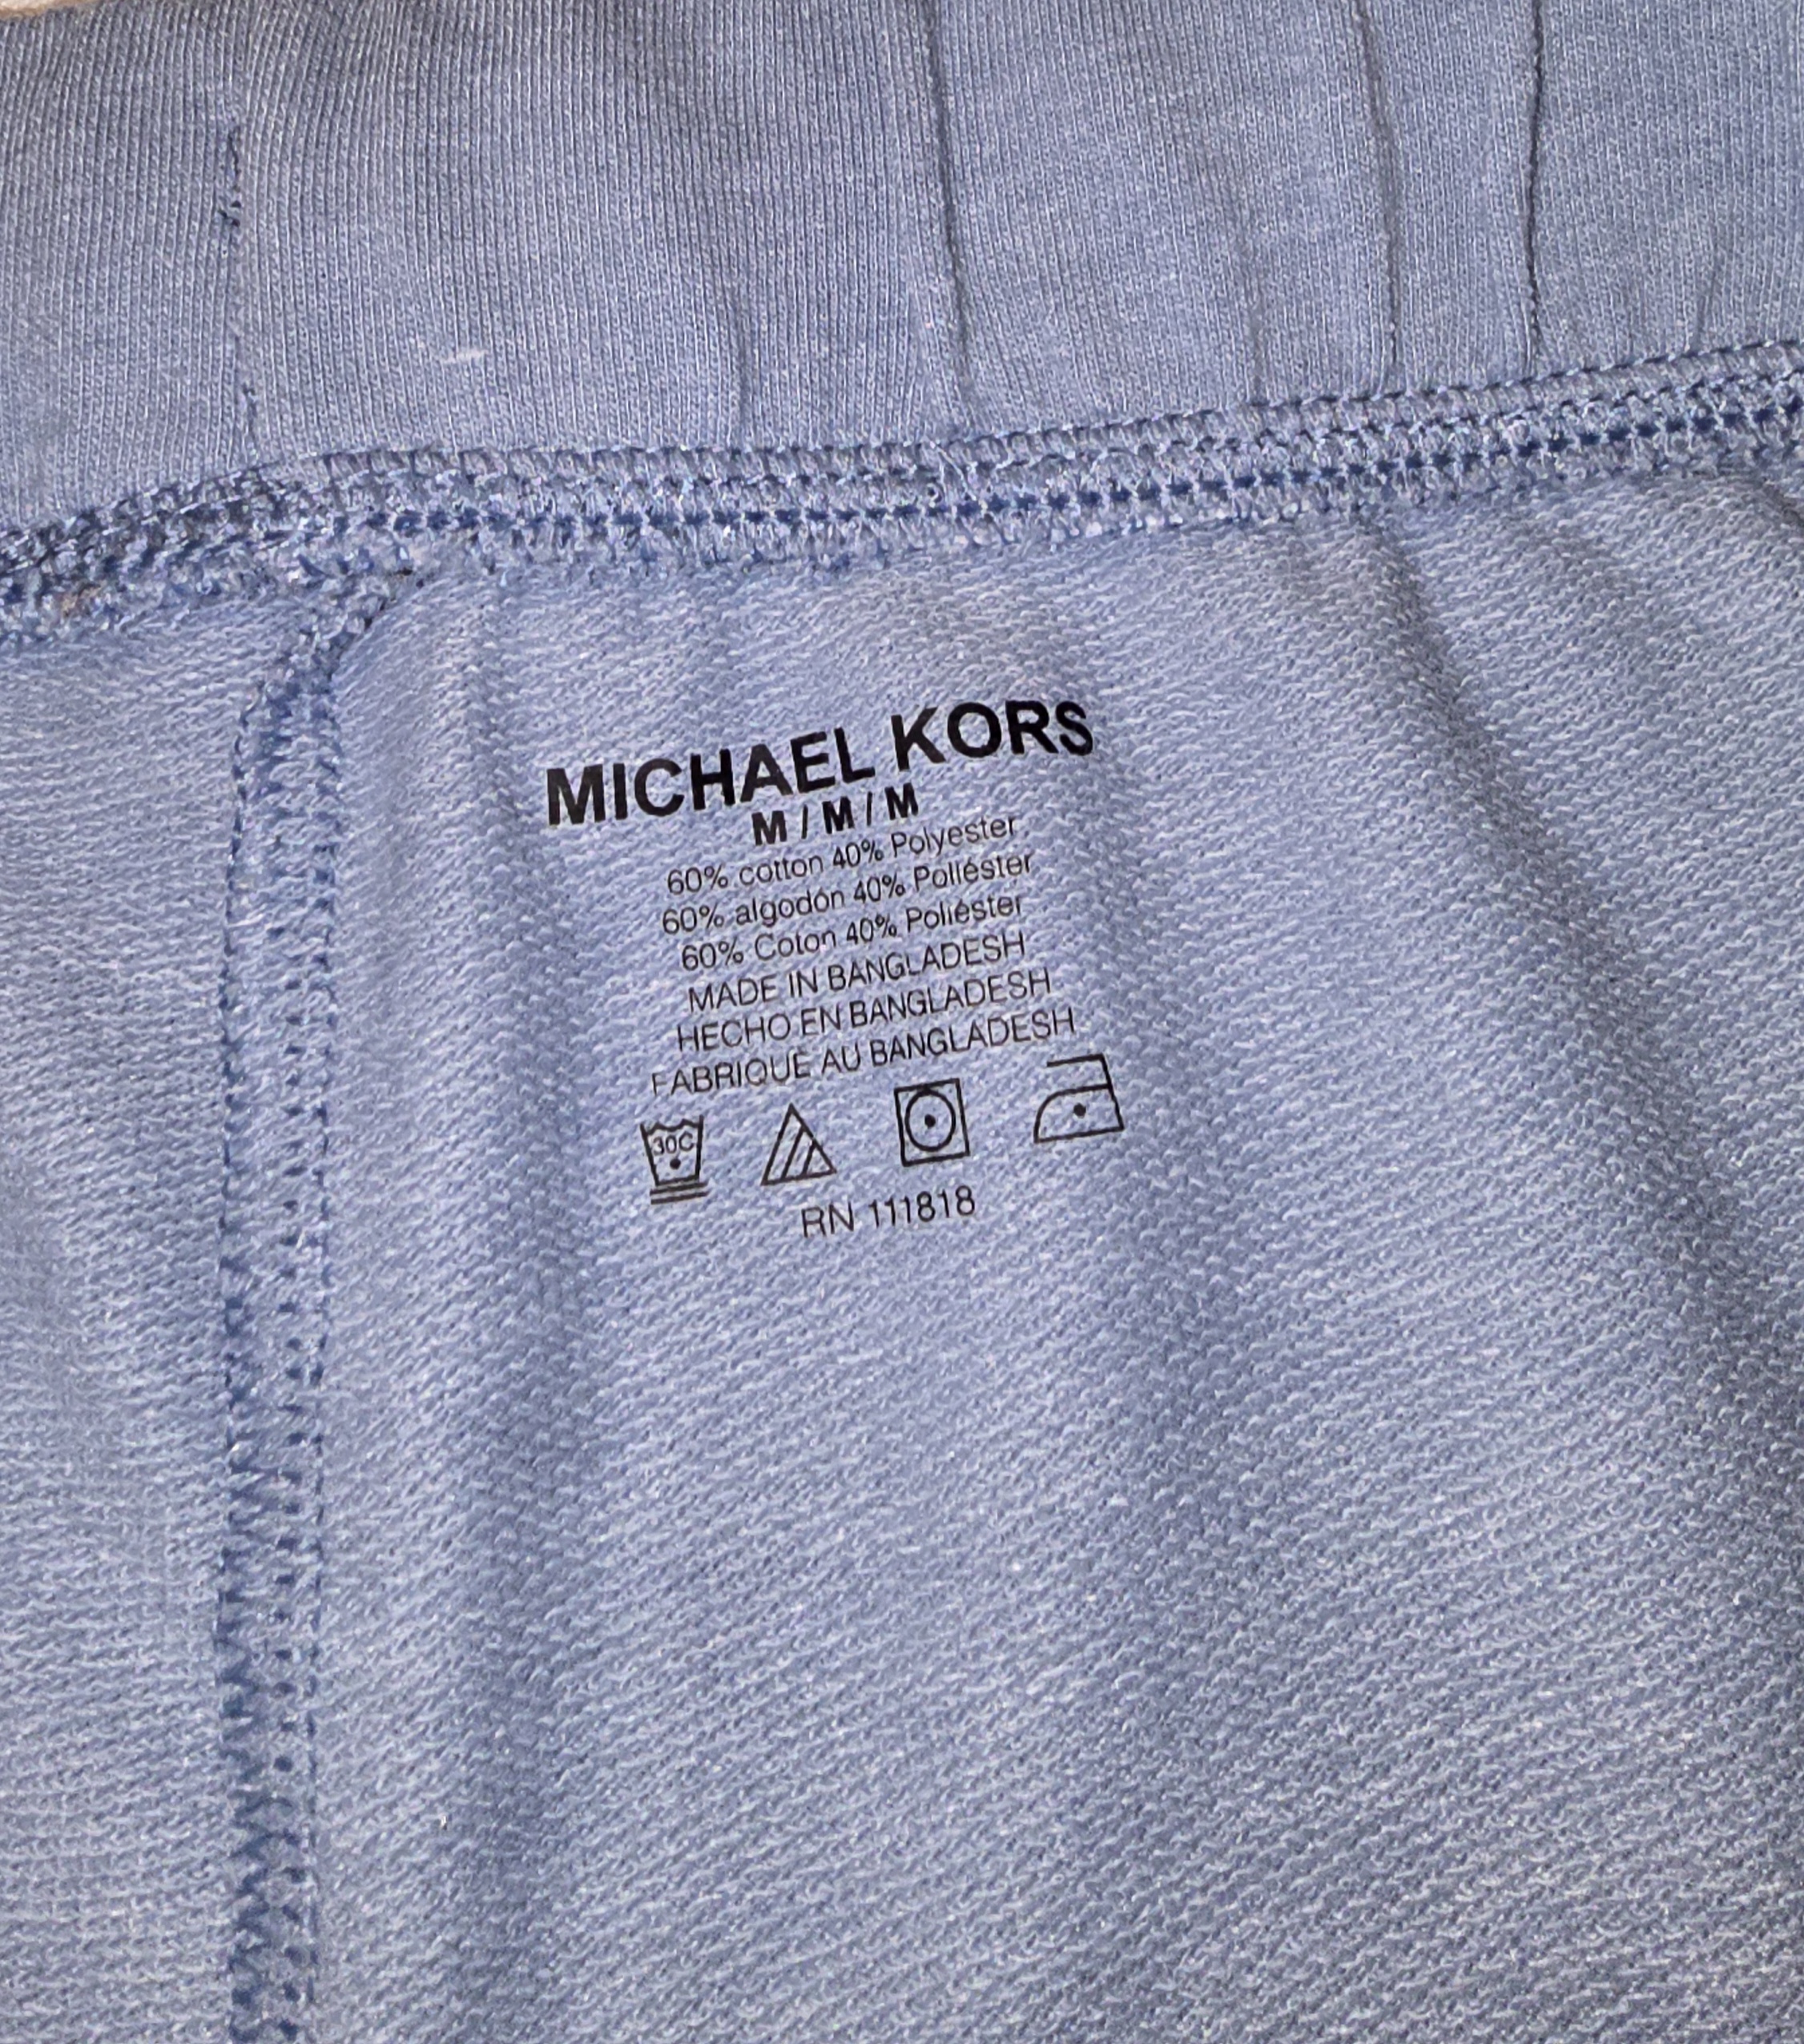 MICHAEL KORS
M / M / M
60% cotton 40% Polyester
60% algodón 40% Poliéster
60% Coton 40% Poliéster
MADE IN BANGLADESH
HECHO EN BANGLADESH
FABRIQUÉ AU BANGLADESH
30C
RN 111818